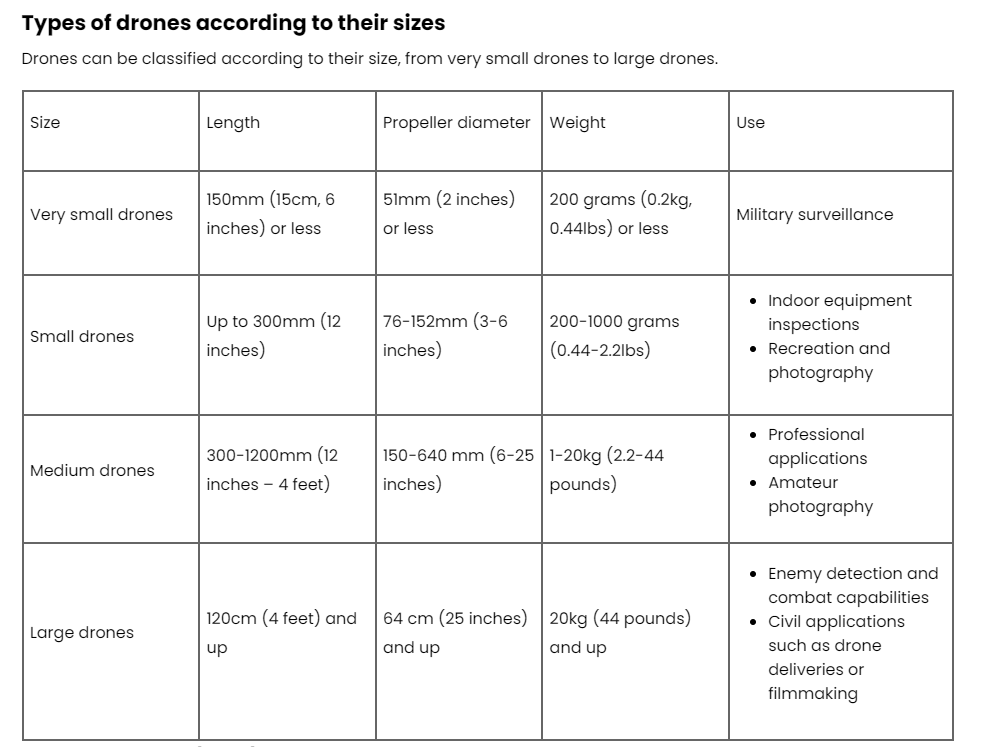 Types of drones according to their sizes
Drones can be classified according to their size, from very small drones to large drones.
Size
Length
Propeller diameter
Weight
Use
Very small drones
150mm (15cm, 6
inches) or less
51mm (2 inches)
or less
200 grams (0.2kg,
0.44lbs) or less
Military surveillance
Small drones
Up to 300mm (12
inches)
76-152mm (3-6
inches)
200-1000 grams
(0.44-2.2lbs)
• Indoor equipment
inspections
• Recreation and
photography
Medium drones
300-1200mm (12
inches – 4 feet)
150-640 mm (6-25
inches)
1-20kg (2.2-44
pounds)
• Professional
applications
• Amateur
photography
Large drones
120cm (4 feet) and
up
64 cm (25 inches)
and up
20kg (44 pounds)
and up
• Enemy detection and
combat capabilities
• Civil applications
such as drone
deliveries or
filmmaking